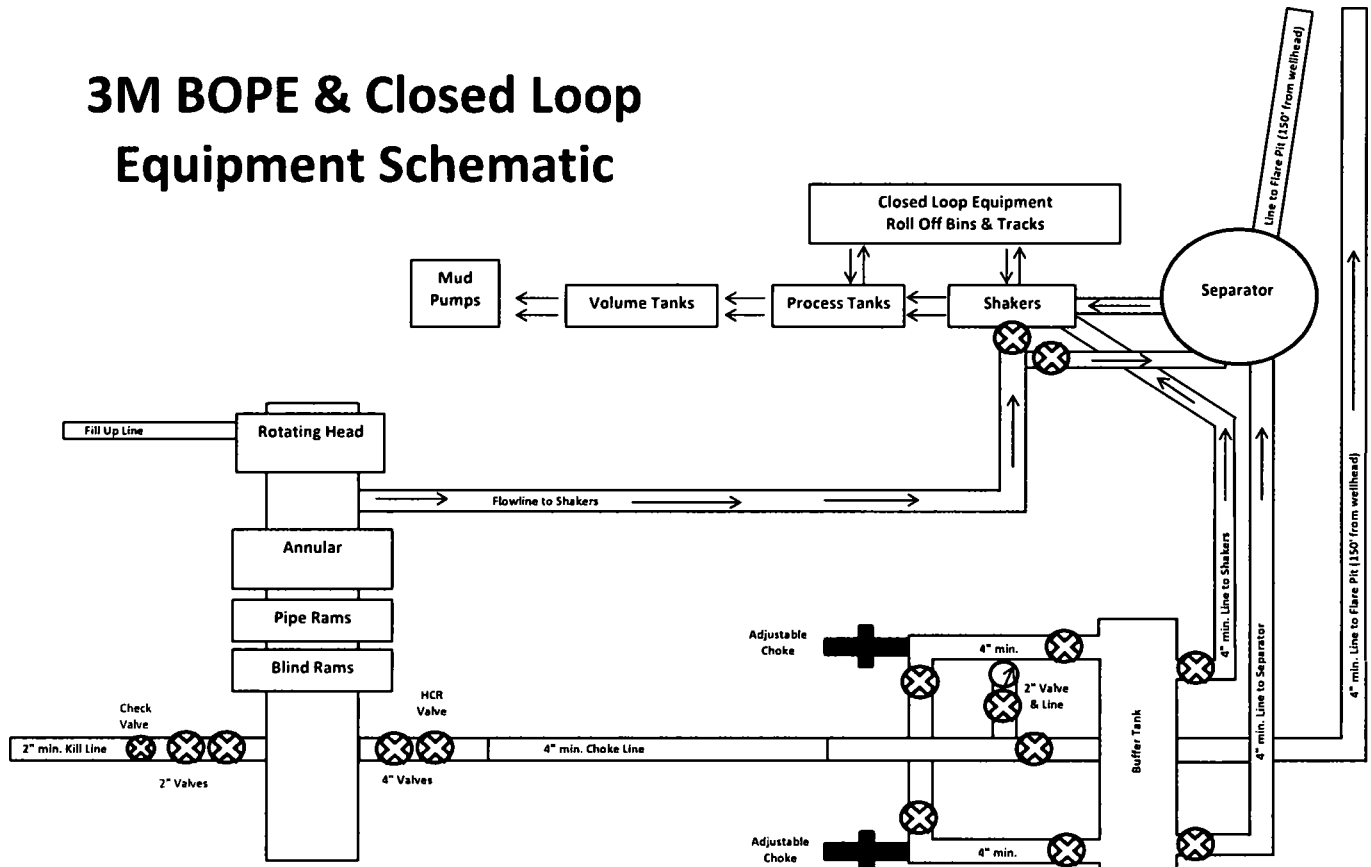 3M BOPE & Closed Loop
Equipment Schematic
Closed Loop Equipment
Roll Off Bins & Tracks
Mud
Pumps
Volume Tanks
Process Tanks
Shakers
Separator
Line to Flare Pit (150' from wellhead)
Fill Up Line
Rotating Head
Flowline to Shakers
Annular
Pipe Rams
Blind Rams
Check
Valve
HCR
Valve
2" min. Kill Line
2" Valves
4" Valves
4" min. Choke Line
Adjustable
Choke
4" min.
2" Valve
& Line
Buffer Tank
Adjustable
Choke
4" min.
4" min. Line to Shakers
4" min. Line to Separator
4" min. Line to Flare Pit (150' from wellhead)